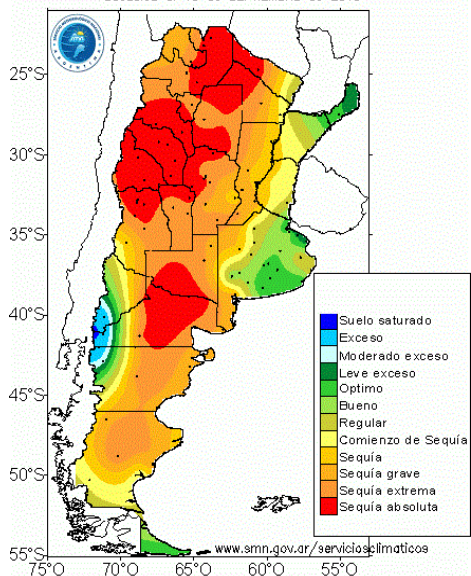 25°S
30°S
35°S
40°S
45°S
50°S
55°S
75°O
70°O
65°O
60°O
55°O
Suelo saturado
Exceso
Moderado exceso
Leve exceso
Optimo
Bueno
Regular
Comienzo de Sequía
Sequía
Sequía grave
Sequía extrema
Sequía absoluta
www.smn.gov.ar/serviciosclimaticos